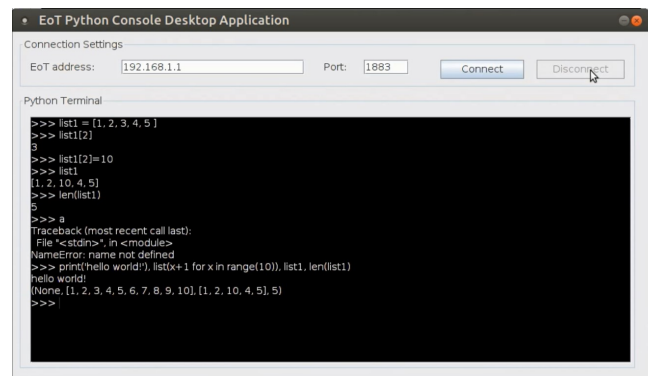 EoT Python Console Desktop Application
Connection Settings
EoT address: 192.168.1.1 Port: 1883 Connect Disconnect
Python Terminal
>>> list1 = [1, 2, 3, 4, 5 ]
>>> list1[2]
3
>>> list1[2]=10
>>> list1
[1, 2, 10, 4, 5]
>>> len(list1)
5
>>> a
Traceback (most recent call last):
File "<stdin>", in <module>
NameError: name not defined
>>> print('hello world!'), list(x+1 for x in range(10)), list1, len(list1)
hello world!
(None, [1, 2, 3, 4, 5, 6, 7, 8, 9, 10], [1, 2, 10, 4, 5], 5)
>>>